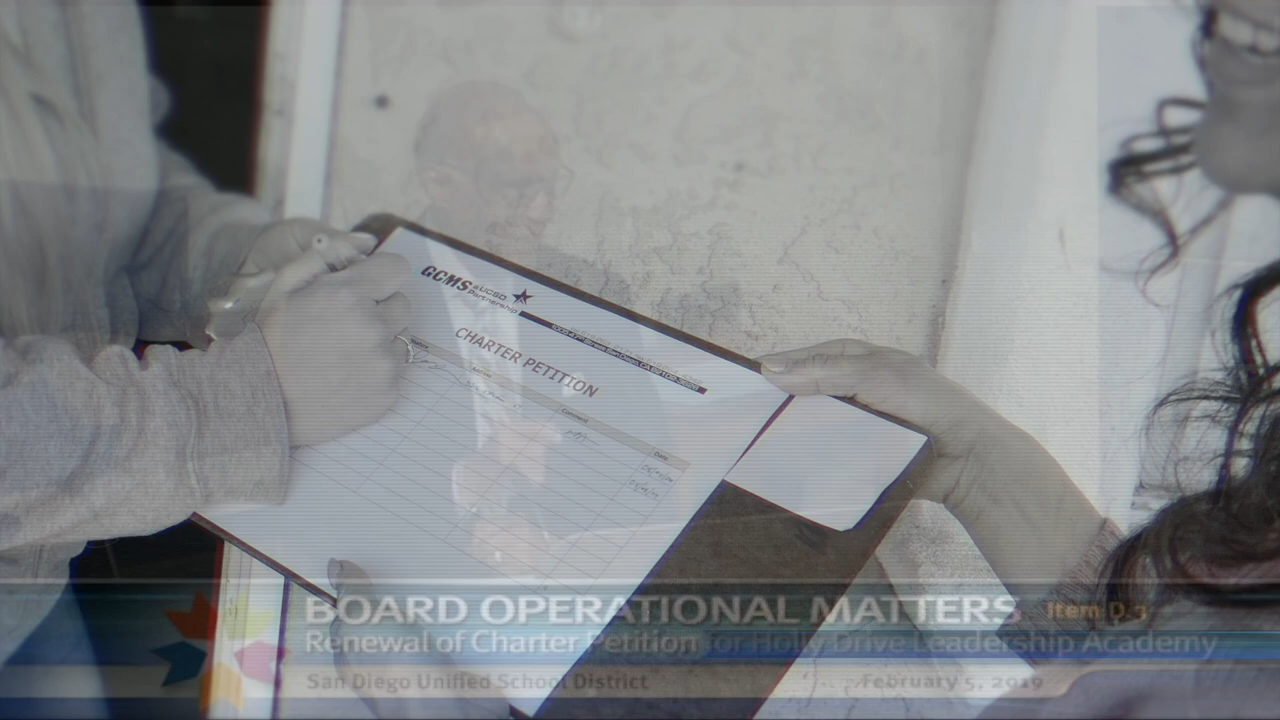 GCMS &UCSD
Partnership
CHARTER PETITION
Name
Comment
Date
BOARD OPERATIONAL MATTERS Item D.3
Renewal of Charter Petition for Holly Drive Leadership Academy
San Diego Unified School District February 5, 2019